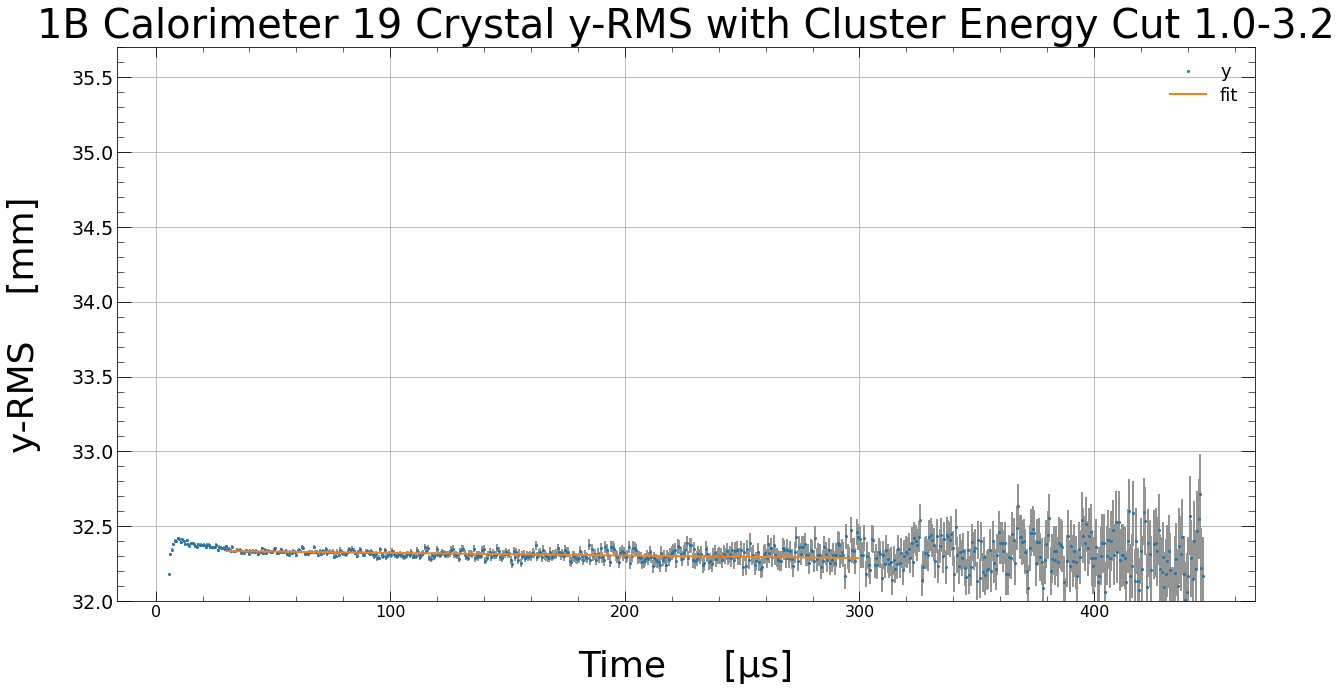 1B Calorimeter 19 Crystal y-RMS with Cluster Energy Cut 1.0-3.2
y
fit
35.5
35.0
34.5
34.0
33.5
33.0
32.5
32.0
y-RMS [mm]
0 100 200 300 400
Time [μs]